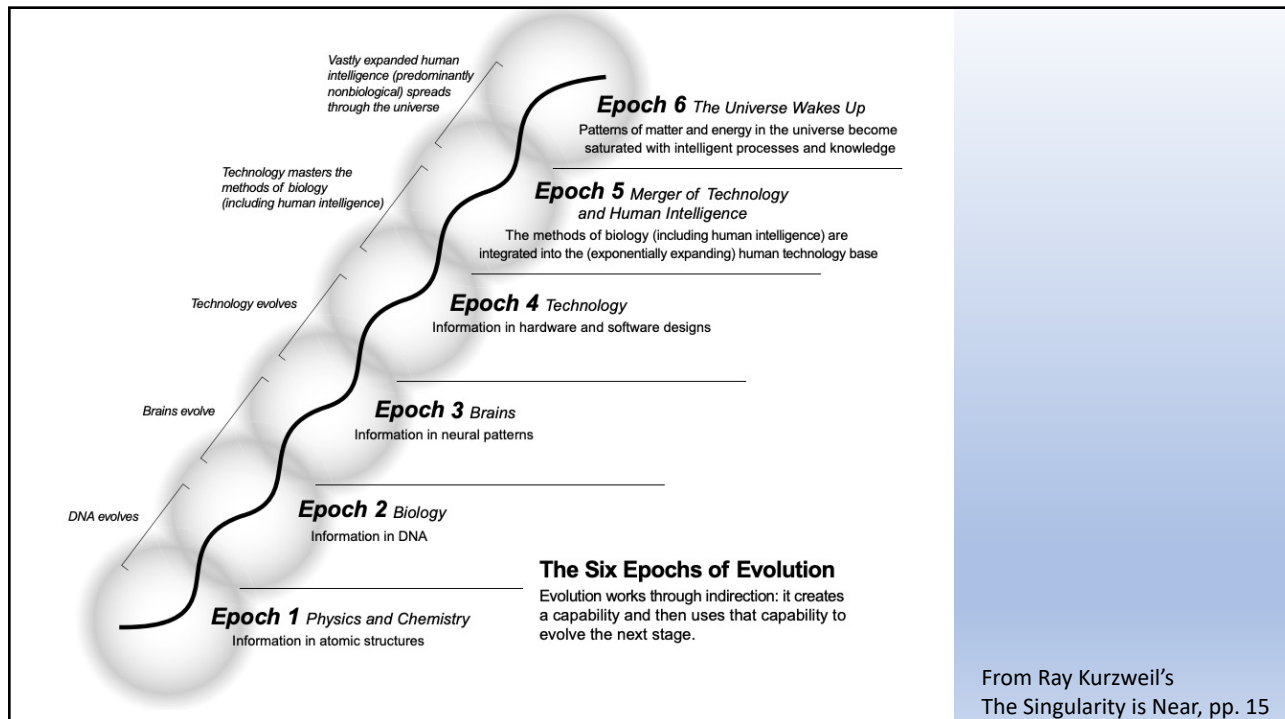 Vastly expanded human
intelligence (predominantly
nonbiological) spreads
through the universe
Epoch 6 The Universe Wakes Up
Patterns of matter and energy in the universe become
saturated with intelligent processes and knowledge
Technology masters the
methods of biology
(including human intelligence)
Epoch 5 Merger of Technology
and Human Intelligence
The methods of biology (including human intelligence) are
integrated into the (exponentially expanding) human technology base
Technology evolves
Epoch 4 Technology
Information in hardware and software designs
Brains evolve
Epoch 3 Brains
Information in neural patterns
DNA evolves
Epoch 2 Biology
Information in DNA
Epoch 1 Physics and Chemistry
Information in atomic structures
The Six Epochs of Evolution
Evolution works through indirection: it creates
a capability and then uses that capability to
evolve the next stage.
From Ray Kurzweil’s
The Singularity is Near, pp. 15